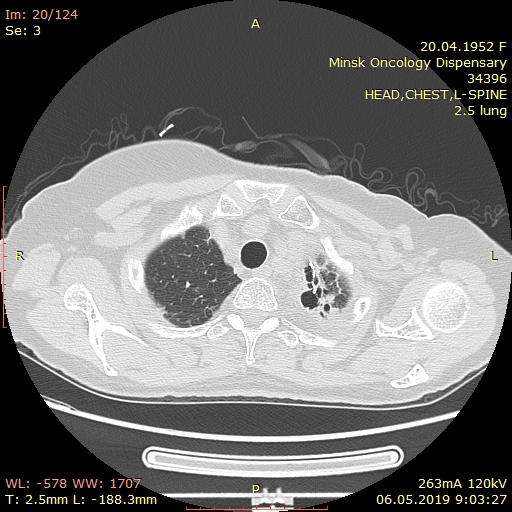 Im: 20/124
Se: 3
A
20.04.1952 F
Minsk Oncology Dispensary
34396
HEAD,CHEST,L-SPINE
2.5 lung
R
L
WL: -578 WW: 1707
T: 2.5mm L: -188.3mm
P
263mA 120kV
06.05.2019 9:03:27